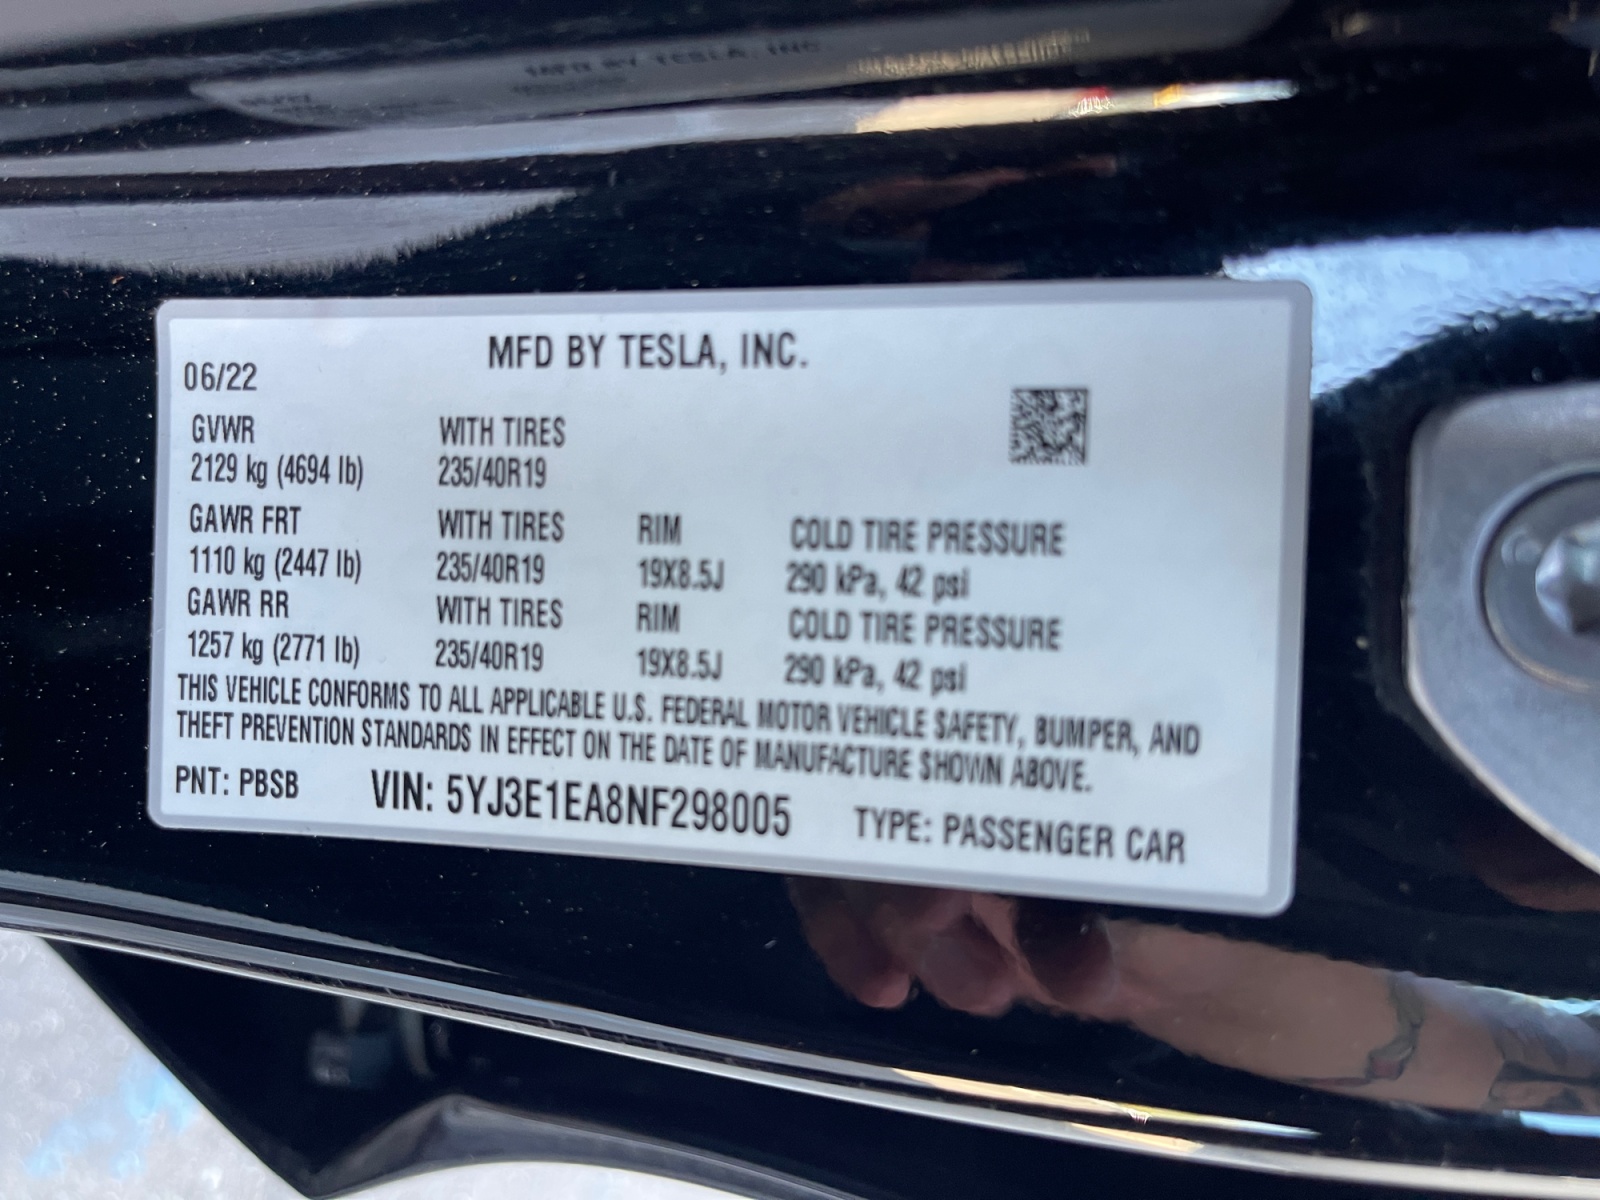 MFD BY TESLA, INC.
06/22
GVWR WITH TIRES
2129 kg (4694 lb) 235/40R19
GAWR FRT WITH TIRES RIM COLD TIRE PRESSURE
1110 kg (2447 lb) 235/40R19 19X8.5J 290 kPa, 42 psi
GAWR RR WITH TIRES RIM COLD TIRE PRESSURE
1257 kg (2771 lb) 235/40R19 19X8.5J 290 kPa, 42 psi
THIS VEHICLE CONFORMS TO ALL APPLICABLE U.S. FEDERAL MOTOR VEHICLE SAFETY, BUMPER, AND
THEFT PREVENTION STANDARDS IN EFFECT ON THE DATE OF MANUFACTURE SHOWN ABOVE.
PNT: PBSB VIN: 5YJ3E1EA8NF298005 TYPE: PASSENGER CAR